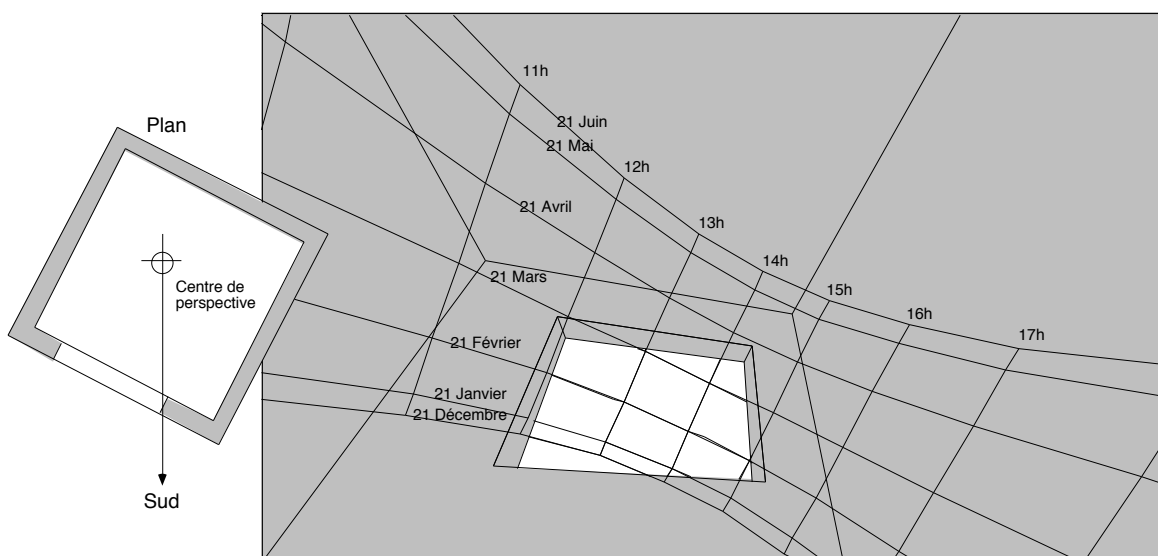 Plan
Centre de
perspective
Sud
11h
21 Juin
21 Mai
12h
21 Avril
13h
14h
21 Mars
15h
16h
17h
21 Février
21 Janvier
21 Décembre